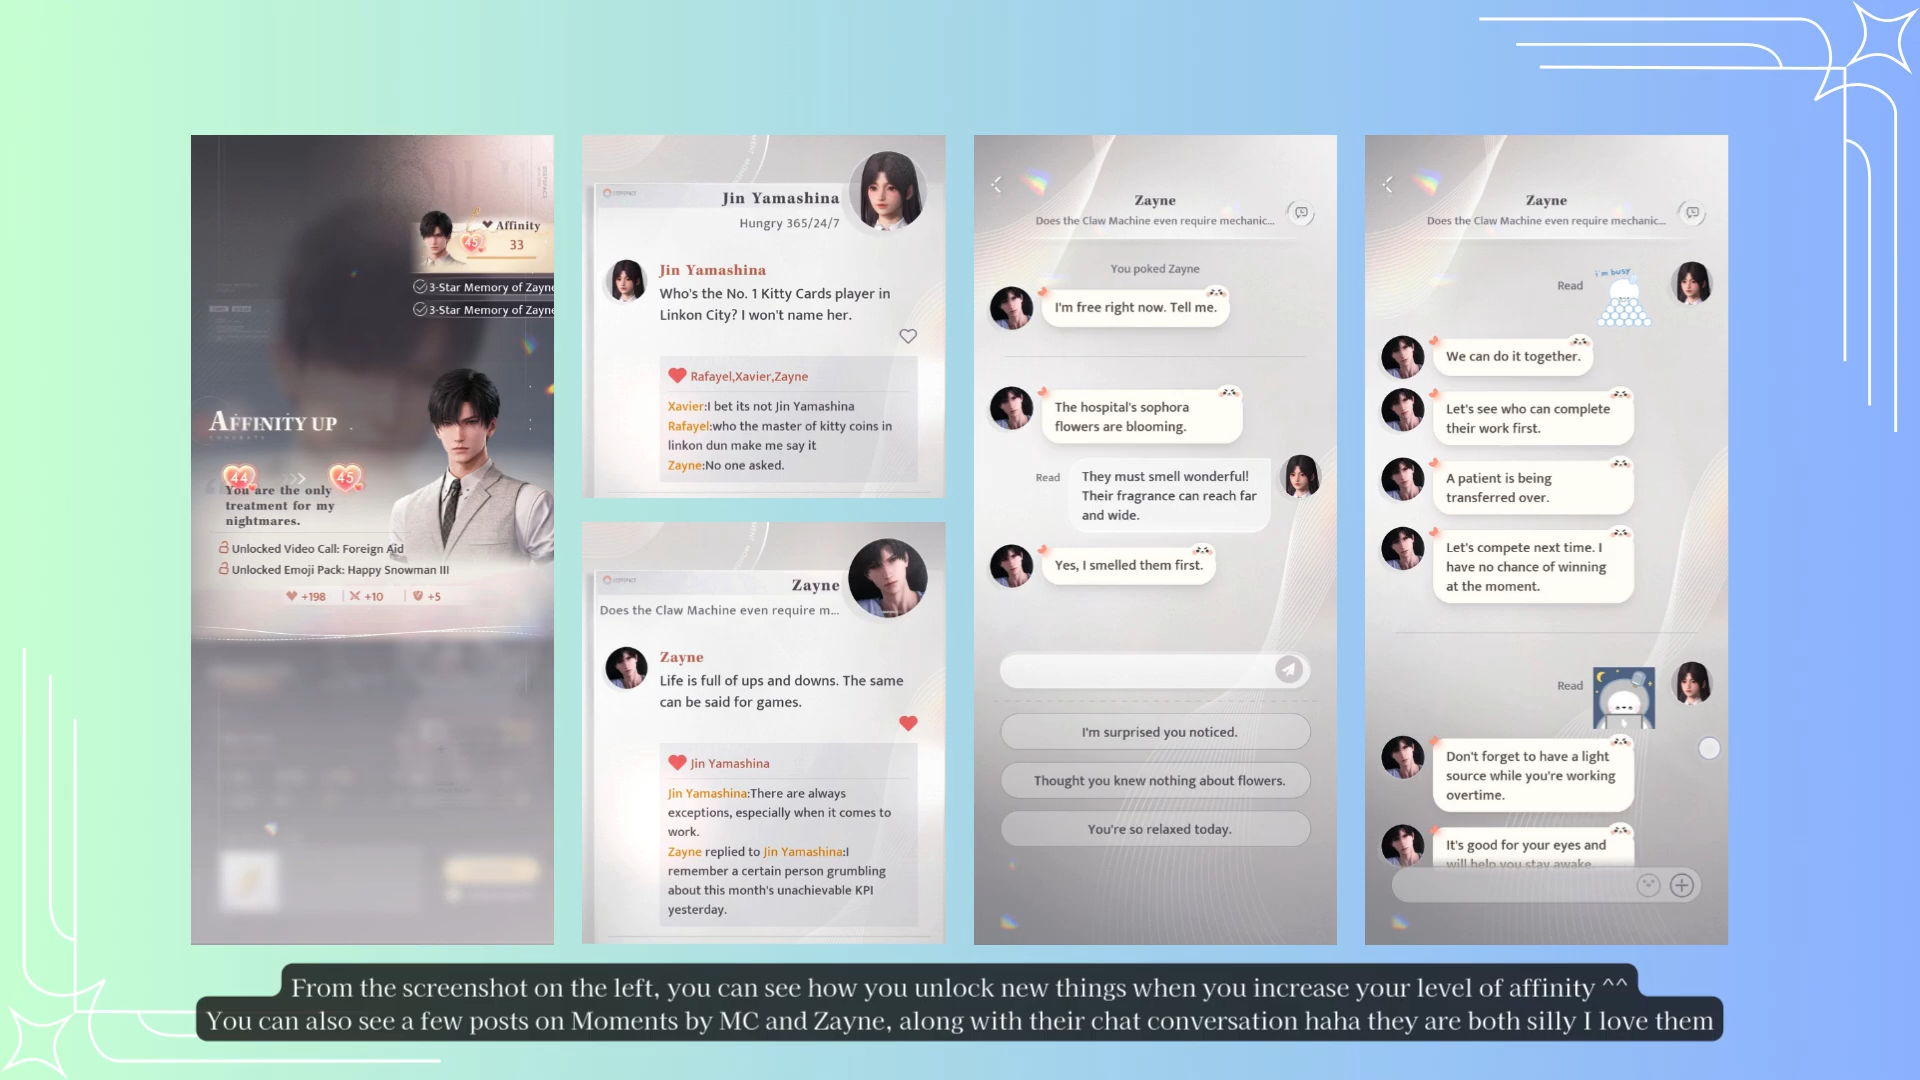 Affinity
45
33
3-Star Memory of Zayne
3-Star Memory of Zayne
AFFINITY UP
44 >>> 45
You are the only
treatment for my
nightmares.
Unlocked Video Call: Foreign Aid
Unlocked Emoji Pack: Happy Snowman III
+198 +10 +5
Jin Yamashina
Hungry 365/24/7
Jin Yamashina
Who's the No. 1 Kitty Cards player in
Linkon City? I won't name her.
Rafayel,Xavier,Zayne
Xavier:I bet its not Jin Yamashina
Rafayel:who the master of kitty coins in
linkon dun make me say it
Zayne:No one asked.
Zayne
Does the Claw Machine even require m...
Zayne
Life is full of ups and downs. The same
can be said for games.
Jin Yamashina
Jin Yamashina:There are always
exceptions, especially when it comes to
work.
Zayne replied to Jin Yamashina:I
remember a certain person grumbling
about this month's unachievable KPI
yesterday.
Zayne
Does the Claw Machine even require mechanic...
You poked Zayne
I'm free right now. Tell me.
The hospital's sophora
flowers are blooming.
Read
They must smell wonderful!
Their fragrance can reach far
and wide.
Yes, I smelled them first.
I'm surprised you noticed.
Thought you knew nothing about flowers.
You're so relaxed today.
Zayne
Does the Claw Machine even require mechanic...
Read
i'm busy
We can do it together.
Let's see who can complete
their work first.
A patient is being
transferred over.
Let's compete next time. I
have no chance of winning
at the moment.
Read
Don't forget to have a light
source while you're working
overtime.
It's good for your eyes and
will help you stay awake.
From the screenshot on the left, you can see how you unlock new things when you increase your level of affinity ^^
You can also see a few posts on Moments by MC and Zayne, along with their chat conversation haha they are both silly I love them